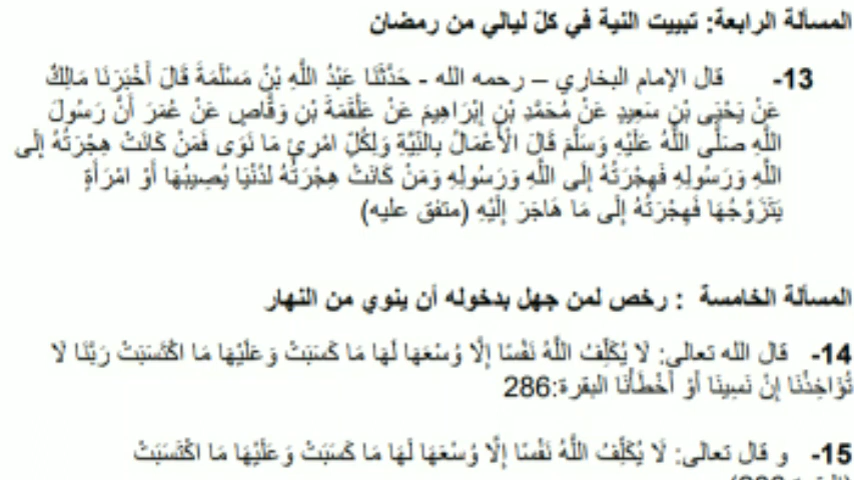 المسألة الرابعة: تبييت النية في كلّ ليالي من رمضان
13- قال الإمام البخاري – رحمه الله - حَدَّثَنَا عَبْدُ اللَّهِ بْنُ مَسْلَمَةَ قَالَ أَخْبَرَنَا مَالِكٌ
عَنْ يَحْيَى بْنِ سَعِيدٍ عَنْ مُحَمَّدِ بْنِ إِبْرَاهِيمَ عَنْ عَلْقَمَةَ بْنِ وَقَّاصٍ عَنْ عُمَرَ أَنَّ رَسُولَ
اللَّهِ صَلَّى اللَّهُ عَلَيْهِ وَسَلَّمَ قَالَ الْأَعْمَالُ بِالنِّيَّةِ وَلِكُلِّ امْرِئٍ مَا نَوَى فَمَنْ كَانَتْ هِجْرَتُهُ إِلَى
اللَّهِ وَرَسُولِهِ فَهِجْرَتُهُ إِلَى اللَّهِ وَرَسُولِهِ وَمَنْ كَانَتْ هِجْرَتُهُ لدُنْيَا يُصِيبُهَا أَوْ امْرَأَةٍ
يَتَزَوَّجُهَا فَهِجْرَتُهُ إِلَى مَا هَاجَرَ إِلَيْهِ (متفق عليه)
المسألة الخامسة : رخص لمن جهل بدخوله أن ينوي من النهار
14- قال الله تعالى: لَا يُكَلِّفُ اللَّهُ نَفْسًا إِلَّا وُسْعَهَا لَهَا مَا كَسَبَتْ وَعَلَيْهَا مَا اكْتَسَبَتْ رَبَّنَا لَا
تُؤَاخِذْنَا إِنْ نَسِينَا أَوْ أَخْطَأْنَا البقرة:286
15- و قال تعالى: لَا يُكَلِّفُ اللَّهُ نَفْسًا إِلَّا وُسْعَهَا لَهَا مَا كَسَبَتْ وَعَلَيْهَا مَا اكْتَسَبَتْ